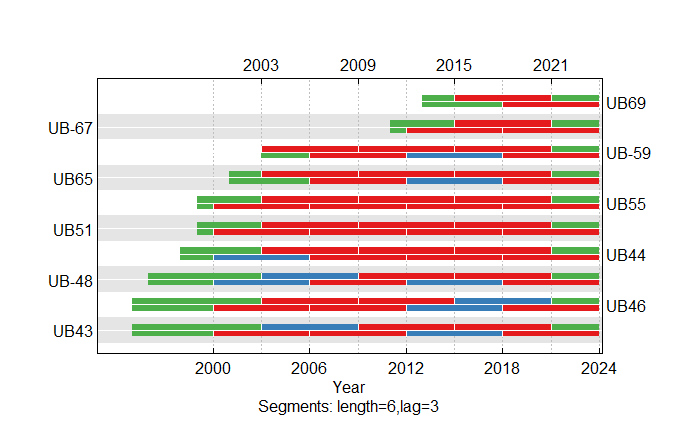 2003 2009 2015 2021
UB69
UB-67
UB-59
UB65
UB55
UB51
UB44
UB-48
UB46
UB43
2000 2006 2012 2018 2024
Year
Segments: length=6,lag=3